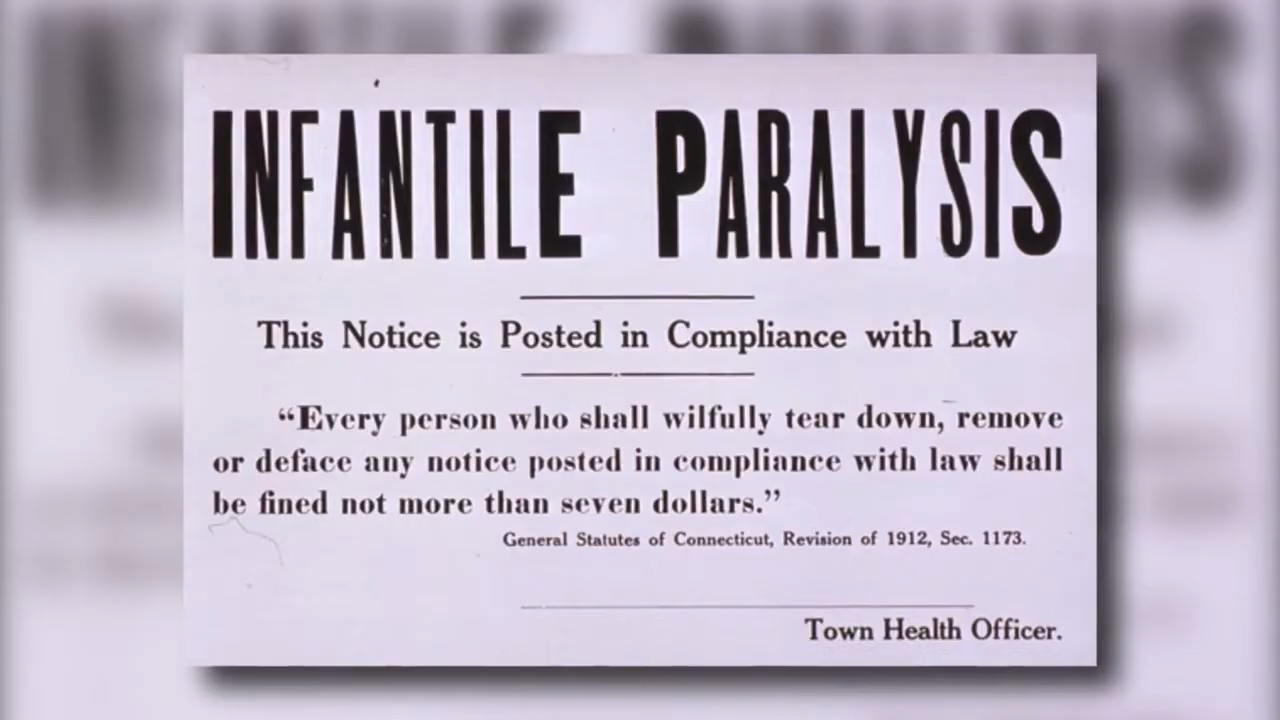 INFANTILE PARALYSIS
This Notice is Posted in Compliance with Law
“Every person who shall wilfully tear down, remove
or deface any notice posted in compliance with law shall
be fined not more than seven dollars.”
General Statutes of Connecticut, Revision of 1912, Sec. 1173.
Town Health Officer.